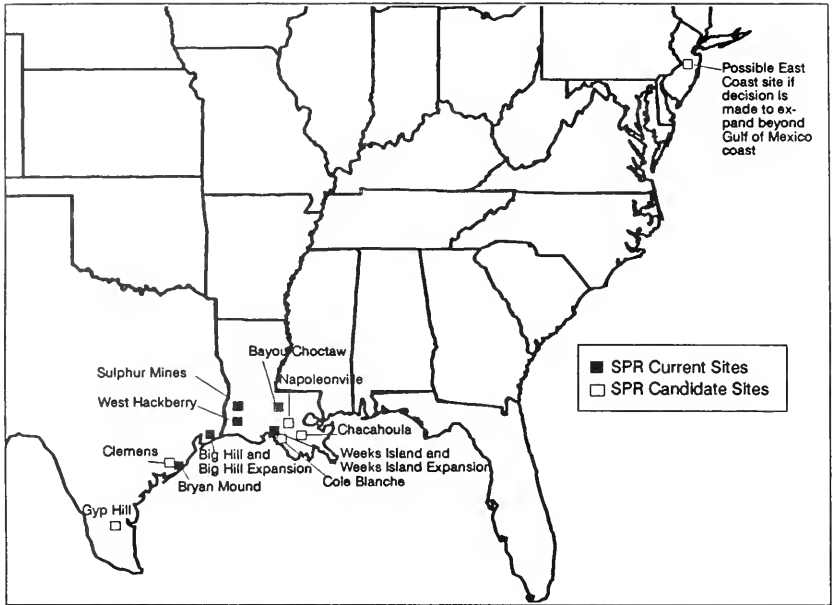 Possible East
Coast site if
decision is
made to ex-
pand beyond
Gulf of Mexico
coast
SPR Current Sites
SPR Candidate Sites
Bayou Choctaw
Sulphur Mines
Napoleonville
West Hackberry
Chacahoula
Clemens
Big Hill and
Big Hill Expansion
Weeks Island and
Weeks Island Expansion
Bryan Mound
Cole Blanche
Gyp Hill